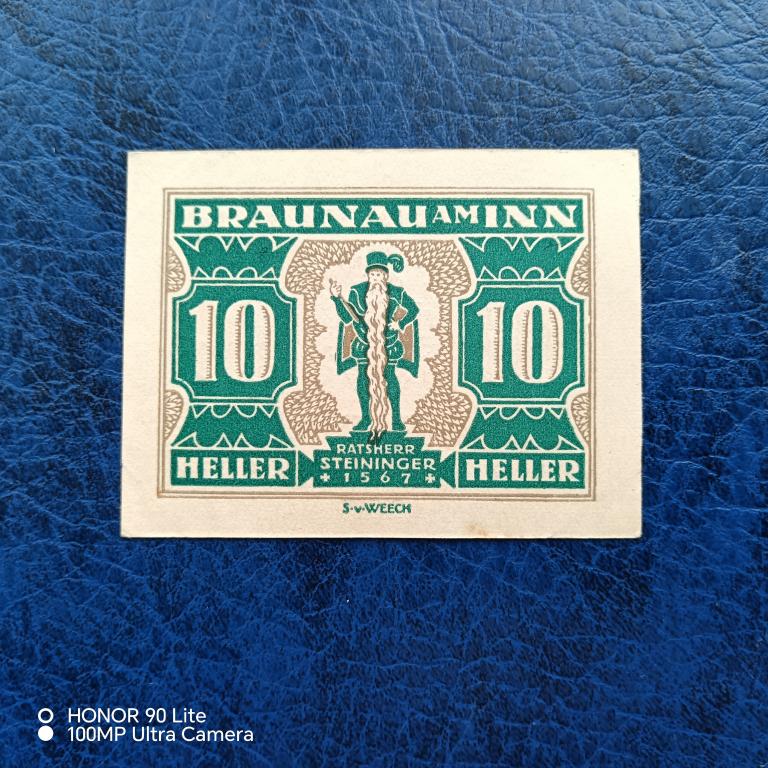 BRAUNAU AM INN
10 10
RATSHERR
HELLER STEININGER HELLER
+ 1567 +
S·v·WEECH
HONOR 90 Lite
100MP Ultra Camera